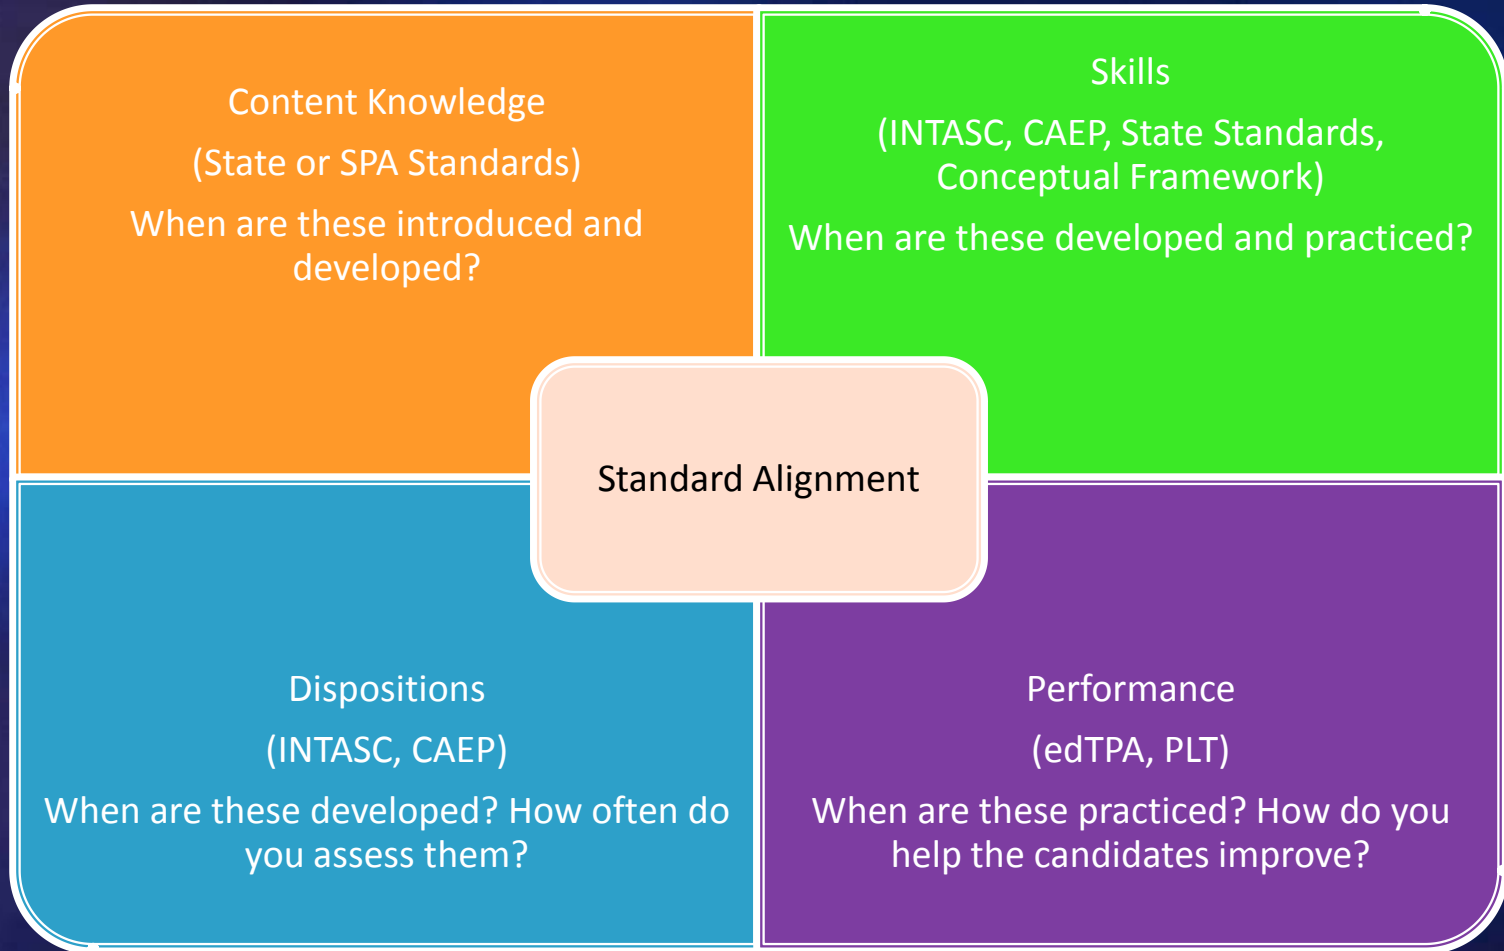 Content Knowledge
(State or SPA Standards)
When are these introduced and
developed?
Skills
(INTASC, CAEP, State Standards,
Conceptual Framework)
When are these developed and practiced?
Standard Alignment
Dispositions
(INTASC, CAEP)
When are these developed? How often do
you assess them?
Performance
(edTPA, PLT)
When are these practiced? How do you
help the candidates improve?